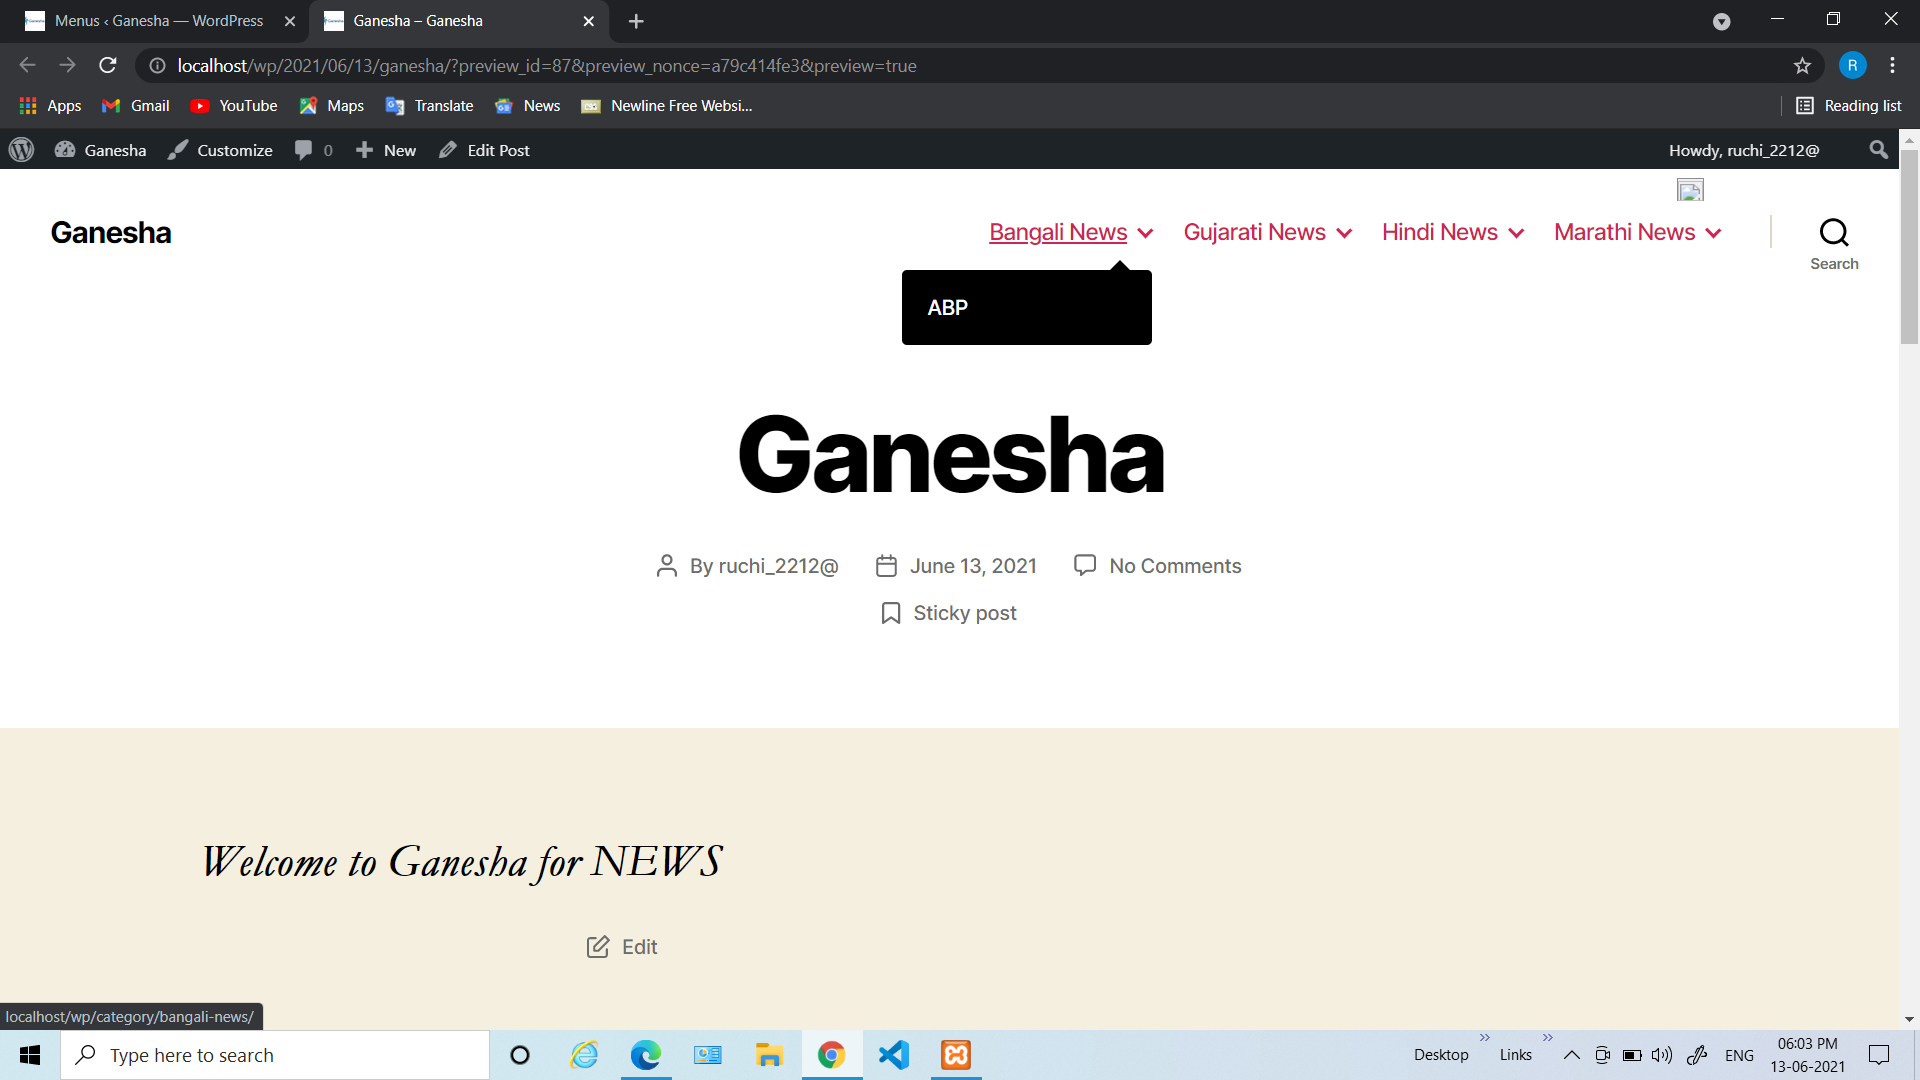 Menus ‹ Ganesha — WordPress
Ganesha – Ganesha
localhost/wp/2021/06/13/ganesha/?preview_id=87&preview_nonce=a79c414fe3&preview=true
R
Apps Gmail YouTube Maps Translate News Newline Free Websi... Reading list
Ganesha Customize 0 New Edit Post Howdy, ruchi_2212@
Ganesha
Bangali News Gujarati News Hindi News Marathi News
Search
ABP
Ganesha
By ruchi_2212@ June 13, 2021 No Comments
Sticky post
Welcome to Ganesha for NEWS
Edit
localhost/wp/category/bangali-news/
Type here to search
Desktop » Links » ENG
06:03 PM
13-06-2021